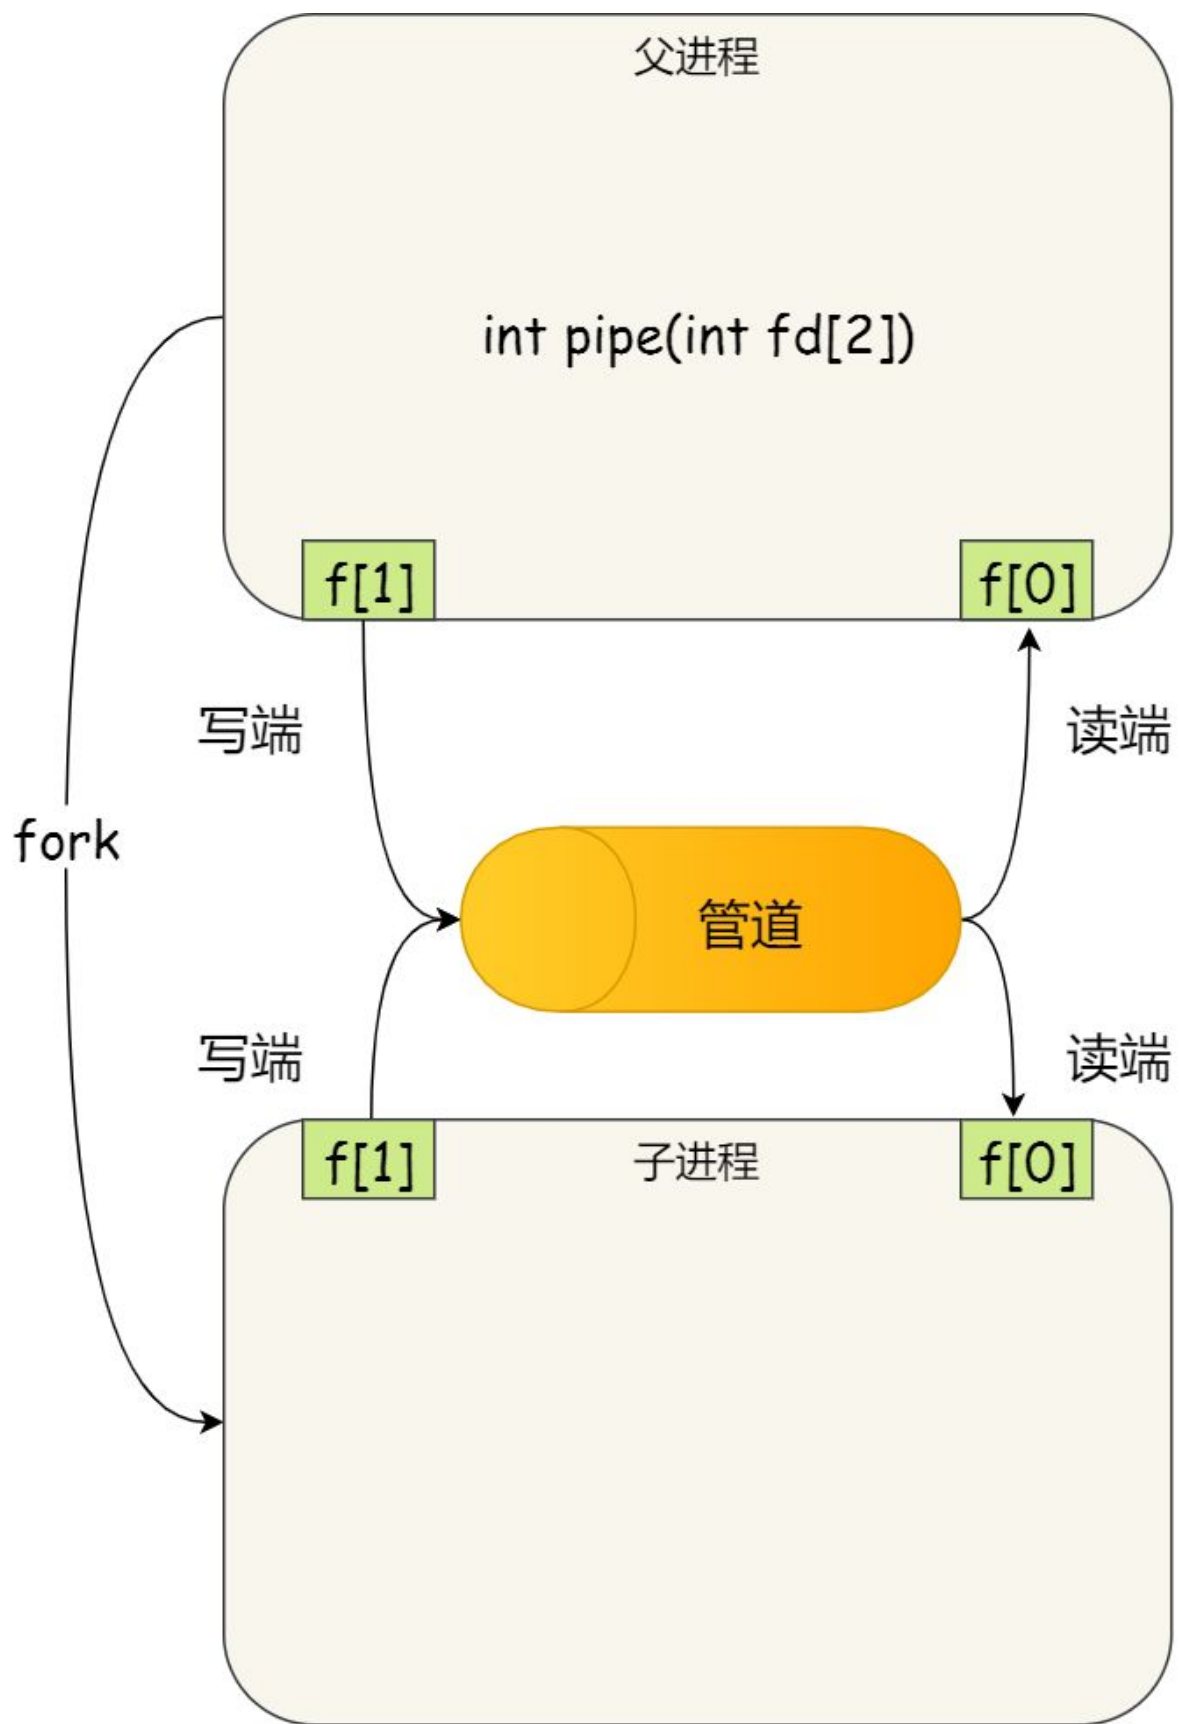 父进程
int pipe(int fd[2])
f[1]
f[0]
写端
读端
fork
管道
写端
读端
f[1]
子进程
f[0]